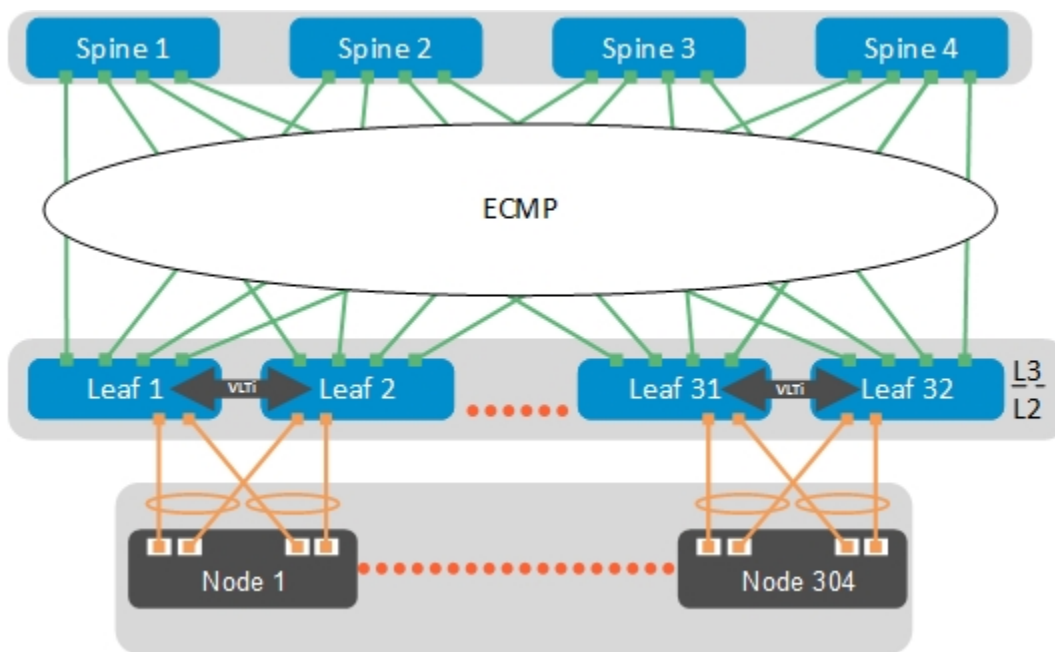 Spine 1 Spine 2 Spine 3 Spine 4
ECMP
Leaf 1 VLTi Leaf 2 Leaf 31 VLTi Leaf 32 L3
L2
Node 1 Node 304